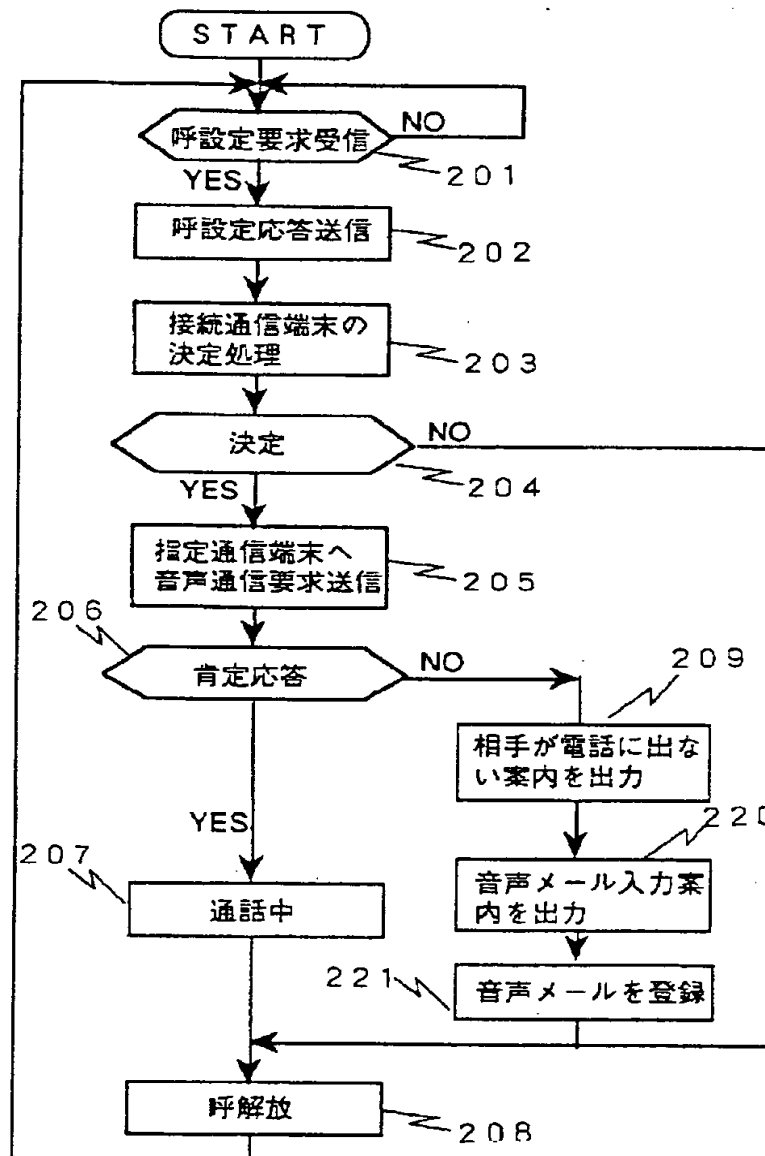 START
呼設定要求受信
NO
201
YES
呼設定応答送信
202
接続通信端末の
決定処理
203
決定
NO
204
YES
指定通信端末へ
音声通信要求送信
205
206
肯定応答
NO
209
相手が電話に出な
い案内を出力
YES
220
207
音声メール入力案
内を出力
通話中
221
音声メールを登録
呼解放
208